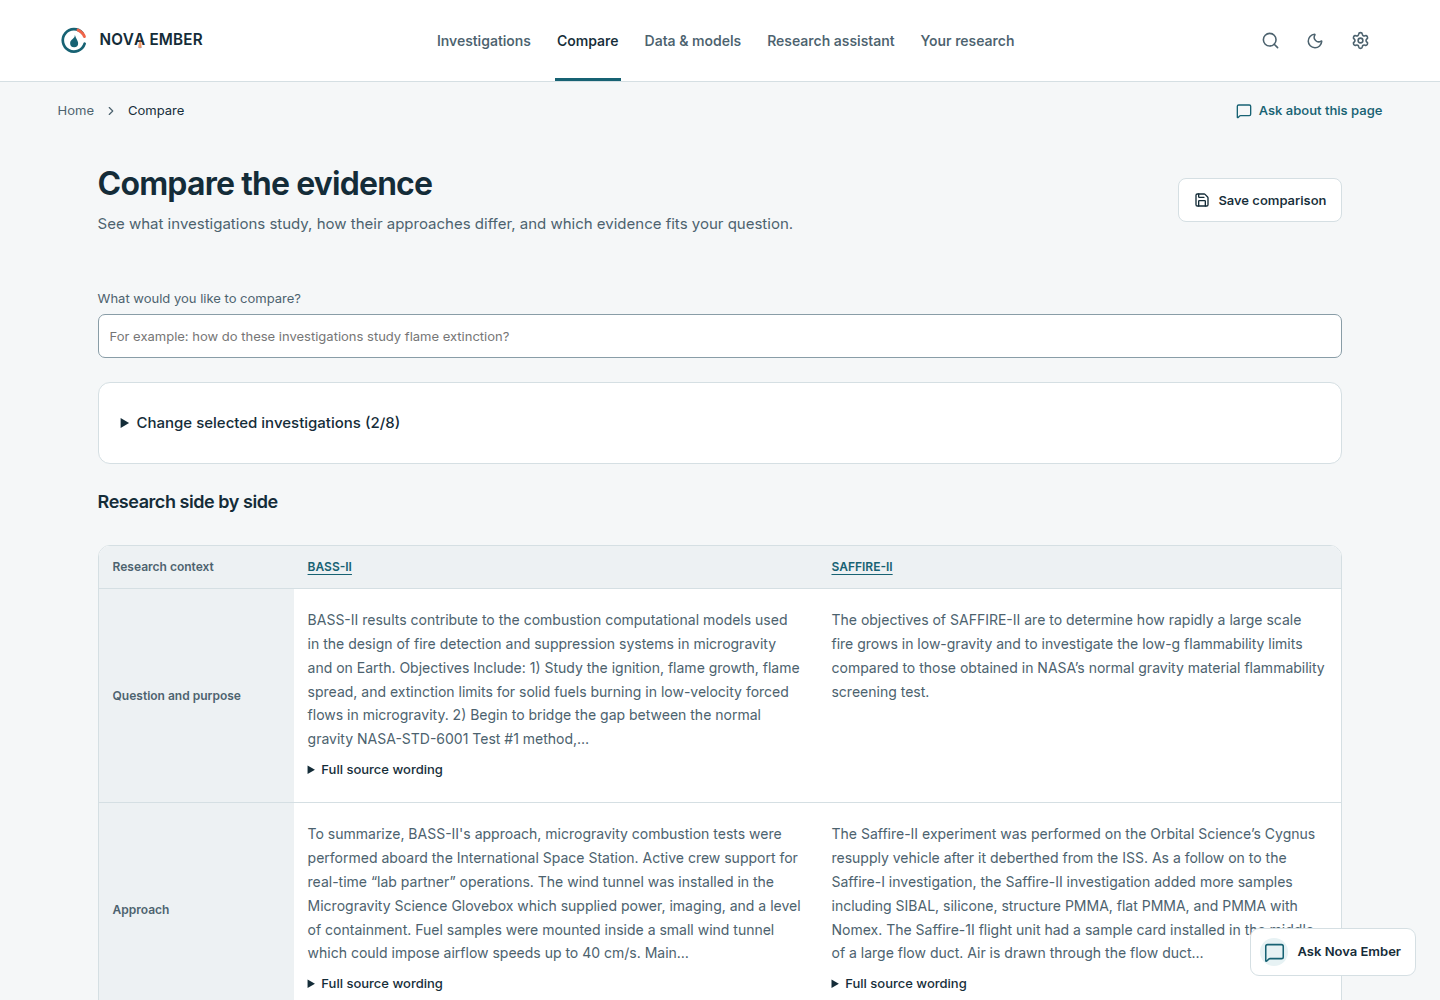 NOVA EMBER
Investigations
Compare
Data & models
Research assistant
Your research
Home > Compare
Ask about this page
Compare the evidence
See what investigations study, how their approaches differ, and which evidence fits your question.
Save comparison
What would you like to compare?
For example: how do these investigations study flame extinction?
Change selected investigations (2/8)
Research side by side
Research context
BASS-II
SAFFIRE-II
Question and purpose
BASS-II results contribute to the combustion computational models used
in the design of fire detection and suppression systems in microgravity
and on Earth. Objectives Include: 1) Study the ignition, flame growth, flame
spread, and extinction limits for solid fuels burning in low-velocity forced
flows in microgravity. 2) Begin to bridge the gap between the normal
gravity NASA-STD-6001 Test #1 method,...
Full source wording
The objectives of SAFFIRE-II are to determine how rapidly a large scale
fire grows in low-gravity and to investigate the low-g flammability limits
compared to those obtained in NASA’s normal gravity material flammability
screening test.
Approach
To summarize, BASS-II's approach, microgravity combustion tests were
performed aboard the International Space Station. Active crew support for
real-time “lab partner” operations. The wind tunnel was installed in the
Microgravity Science Glovebox which supplied power, imaging, and a level
of containment. Fuel samples were mounted inside a small wind tunnel
which could impose airflow speeds up to 40 cm/s. Main...
Full source wording
The Saffire-II experiment was performed on the Orbital Science’s Cygnus
resupply vehicle after it deberthed from the ISS. As a follow on to the
Saffire-I investigation, the Saffire-II investigation added more samples
including SIBAL, silicone, structure PMMA, flat PMMA, and PMMA with
Nomex. The Saffire-1I flight unit had a sample card installed in the middle
of a large flow duct. Air is drawn through the flow duct...
Full source wording
Ask Nova Ember